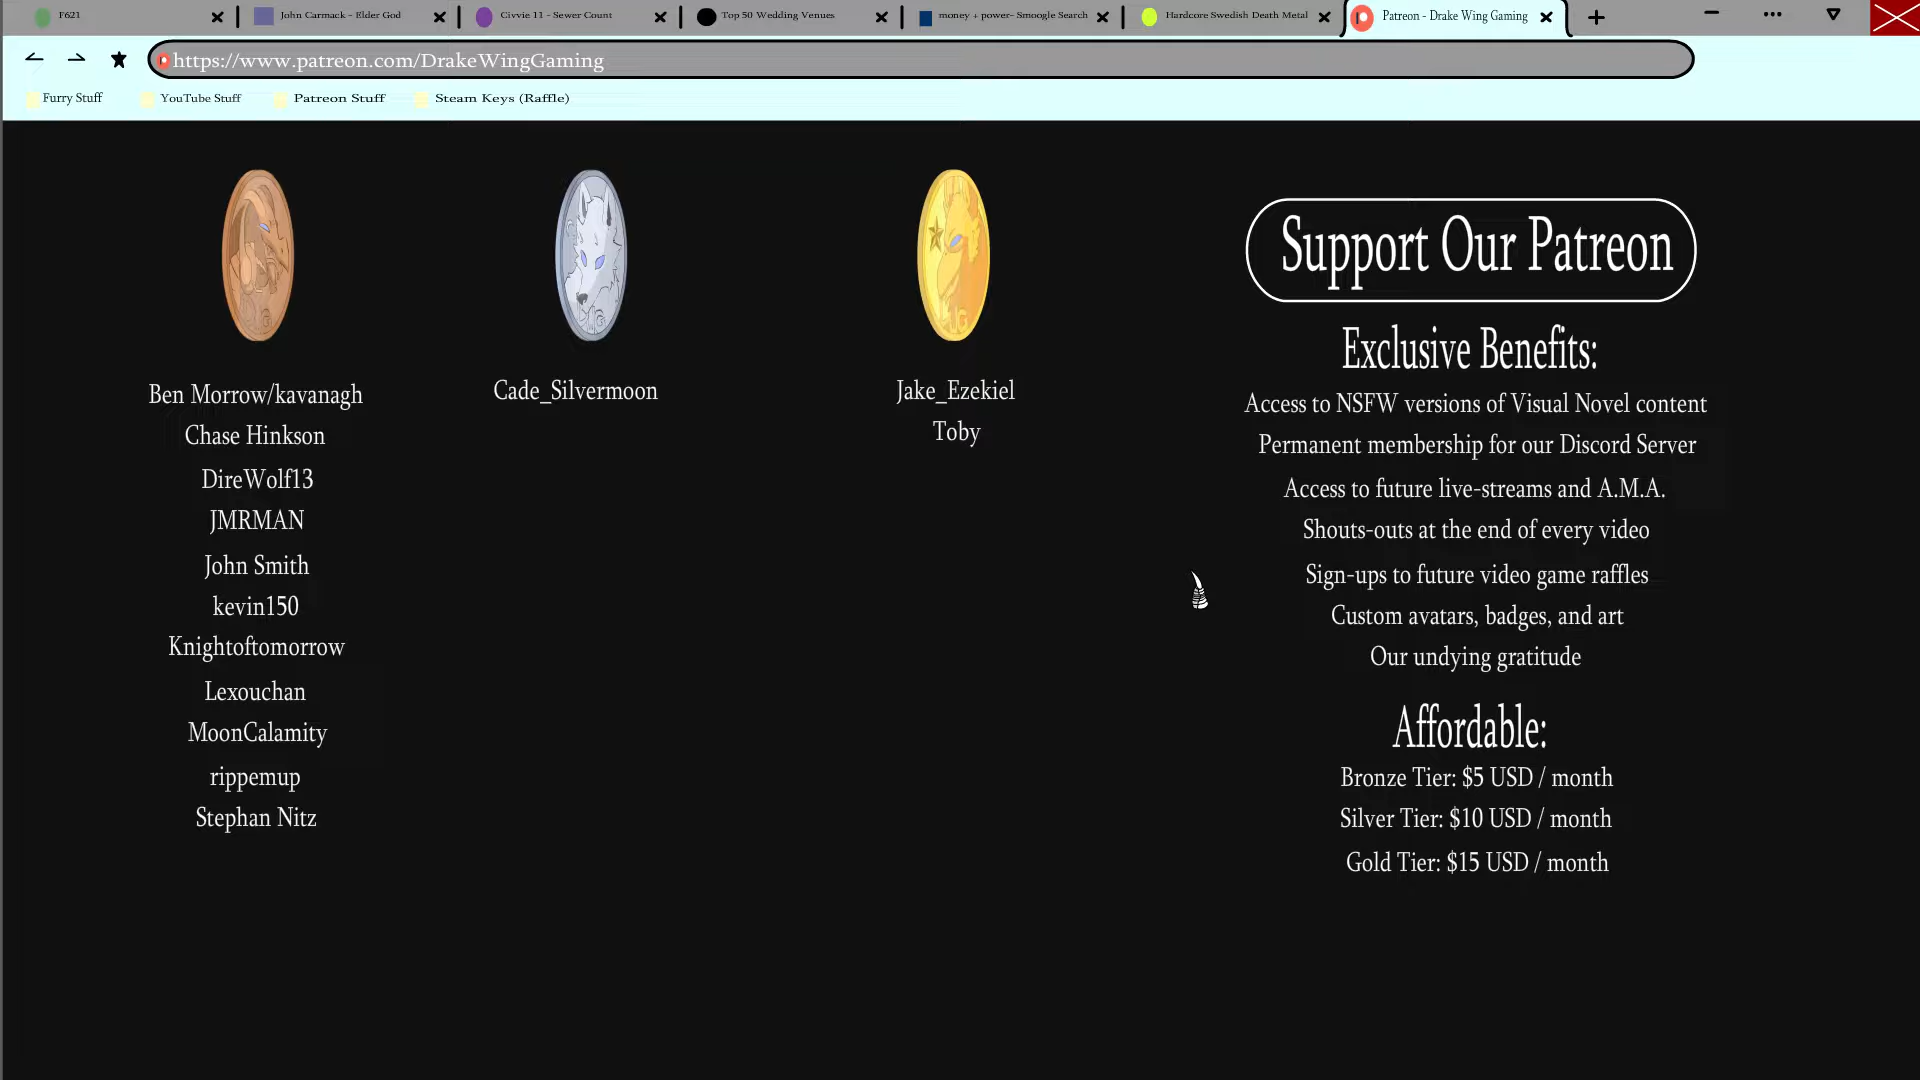 F621
John Carmack - Elder God
Civvie 11 - Sewer Count
Top 50 Wedding Venues
money + power- Smoogle Search
Hardcore Swedish Death Metal
Patreon - Drake Wing Gaming
https://www.patreon.com/DrakeWingGaming
Furry Stuff
YouTube Stuff
Patreon Stuff
Steam Keys (Raffle)
Ben Morrow/kavanagh
Chase Hinkson
DireWolf13
JMRMAN
John Smith
kevin150
Knightoftomorrow
Lexouchan
MoonCalamity
rippemup
Stephan Nitz
Cade_Silvermoon
Jake_Ezekiel
Toby
Support Our Patreon
Exclusive Benefits:
Access to NSFW versions of Visual Novel content
Permanent membership for our Discord Server
Access to future live-streams and A.M.A.
Shouts-outs at the end of every video
Sign-ups to future video game raffles
Custom avatars, badges, and art
Our undying gratitude
Affordable:
Bronze Tier: $5 USD / month
Silver Tier: $10 USD / month
Gold Tier: $15 USD / month